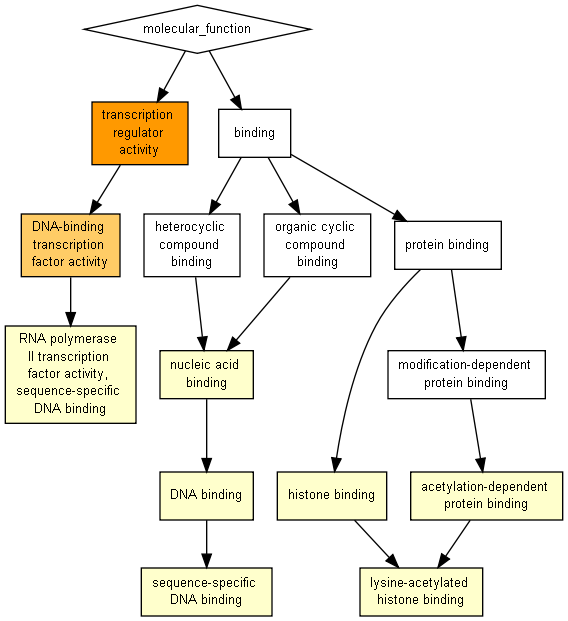 molecular_function
transcription
regulator
activity
binding
DNA-binding
transcription
factor activity
heterocyclic
compound
binding
organic cyclic
compound
binding
protein binding
RNA polymerase
II transcription
factor activity,
sequence-specific
DNA binding
nucleic acid
binding
modification-dependent
protein binding
DNA binding
histone binding
acetylation-dependent
protein binding
sequence-specific
DNA binding
lysine-acetylated
histone binding